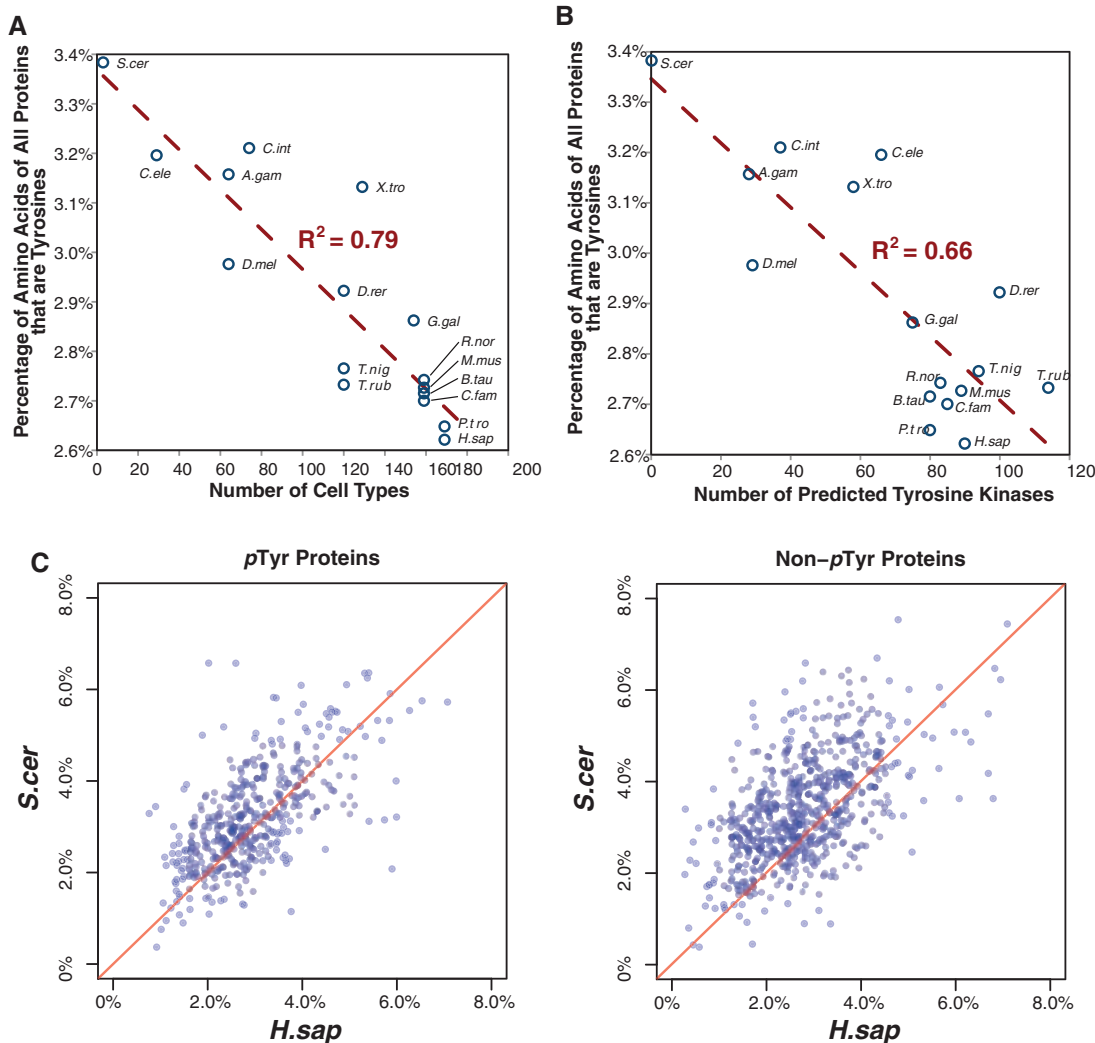 A
Percentage of Amino Acids of All Proteins
that are Tyrosines
3.4%
3.3%
3.2%
3.1%
3.0%
2.9%
2.8%
2.7%
2.6%
S.cer
C.int
C.ele
A.gam
X.tro
R² = 0.79
D.mel
D.rer
G.gal
R.nor
M.mus
T.nig
B.tau
T.rub
C.fam
P.tro
H.sap
0 20 40 60 80 100 120 140 160 180 200
Number of Cell Types
B
Percentage of Amino Acids of All Proteins
that are Tyrosines
3.4%
3.3%
3.2%
3.1%
3.0%
2.9%
2.8%
2.7%
2.6%
S.cer
C.int
C.ele
A.gam
X.tro
R² = 0.66
D.mel
D.rer
G.gal
T.nig
R.nor
T.rub
M.mus
B.tau
C.fam
P.tro
H.sap
0 20 40 60 80 100 120
Number of Predicted Tyrosine Kinases
C
pTyr Proteins
S.cer
8.0%
6.0%
4.0%
2.0%
0%
0% 2.0% 4.0% 6.0% 8.0%
H.sap
Non–pTyr Proteins
S.cer
8.0%
6.0%
4.0%
2.0%
0%
0% 2.0% 4.0% 6.0% 8.0%
H.sap